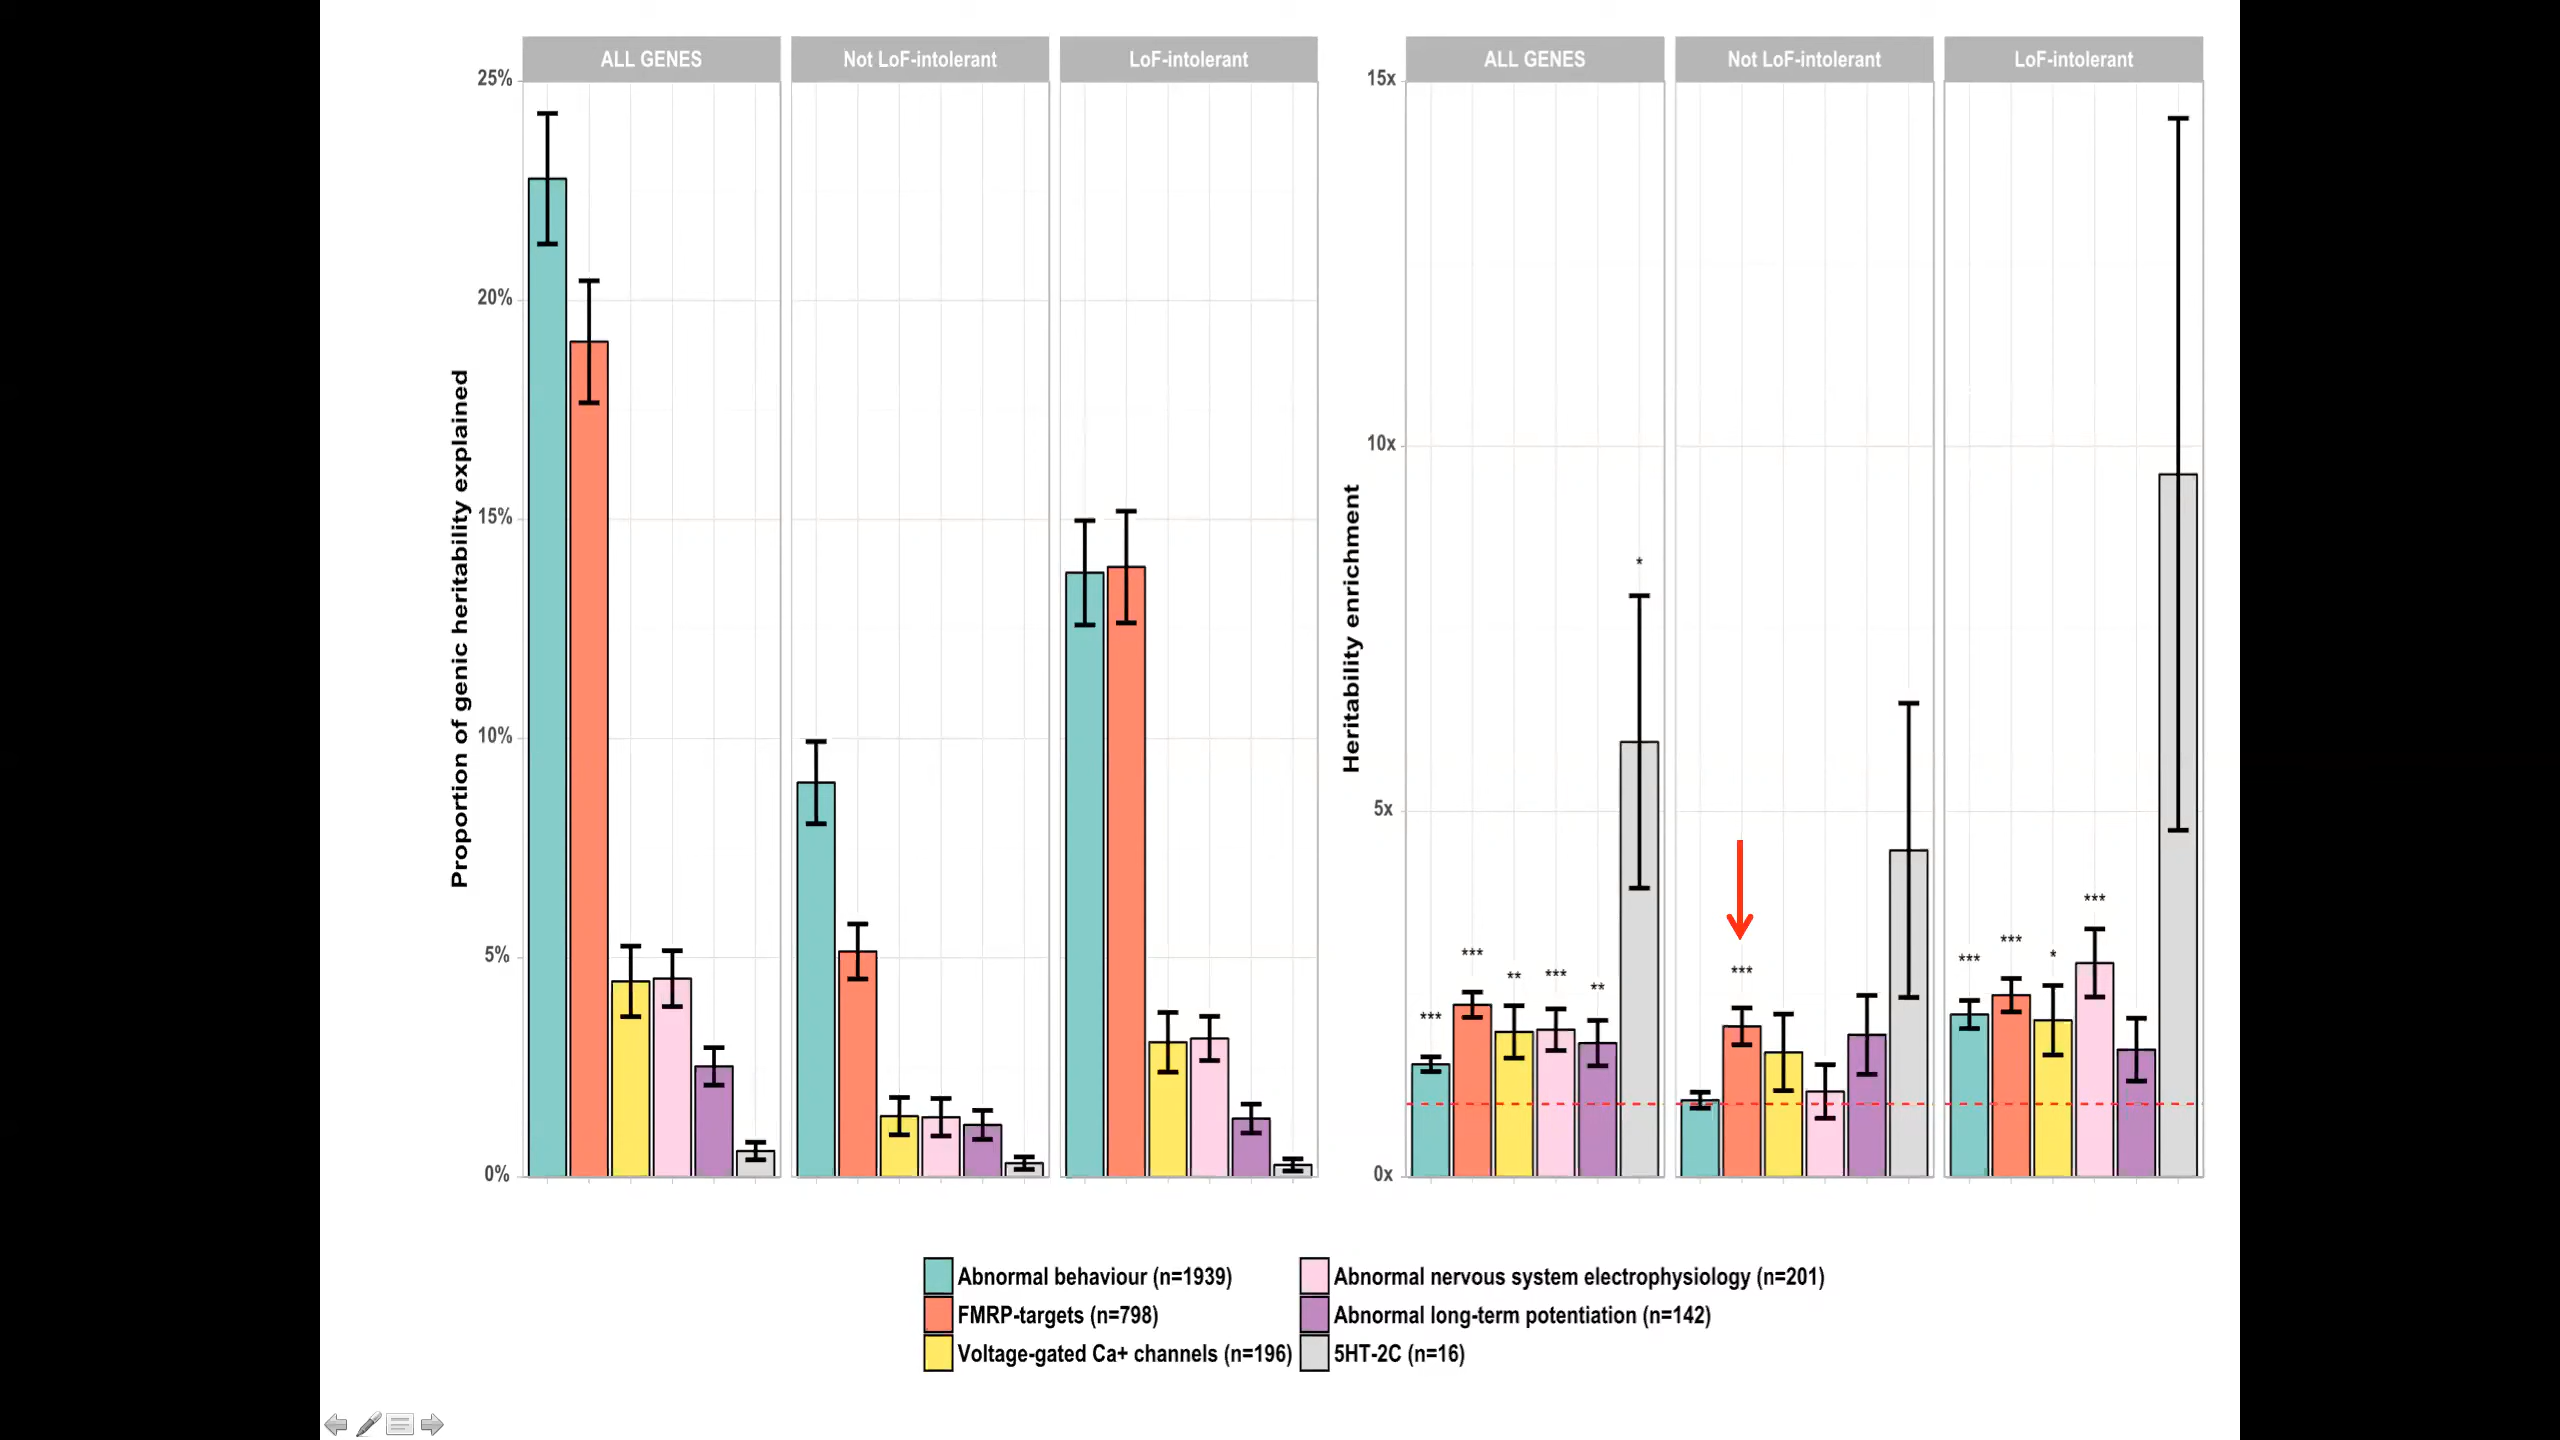 ALL GENES
Not LoF-intolerant
LoF-intolerant
25%
20%
15%
10%
5%
0%
Proportion of genic heritability explained
ALL GENES
Not LoF-intolerant
LoF-intolerant
15x
10x
5x
0x
Heritability enrichment
***
***
**
***
**
*
***
***
***
*
***
Abnormal behaviour (n=1939)
FMRP-targets (n=798)
Voltage-gated Ca+ channels (n=196)
Abnormal nervous system electrophysiology (n=201)
Abnormal long-term potentiation (n=142)
5HT-2C (n=16)